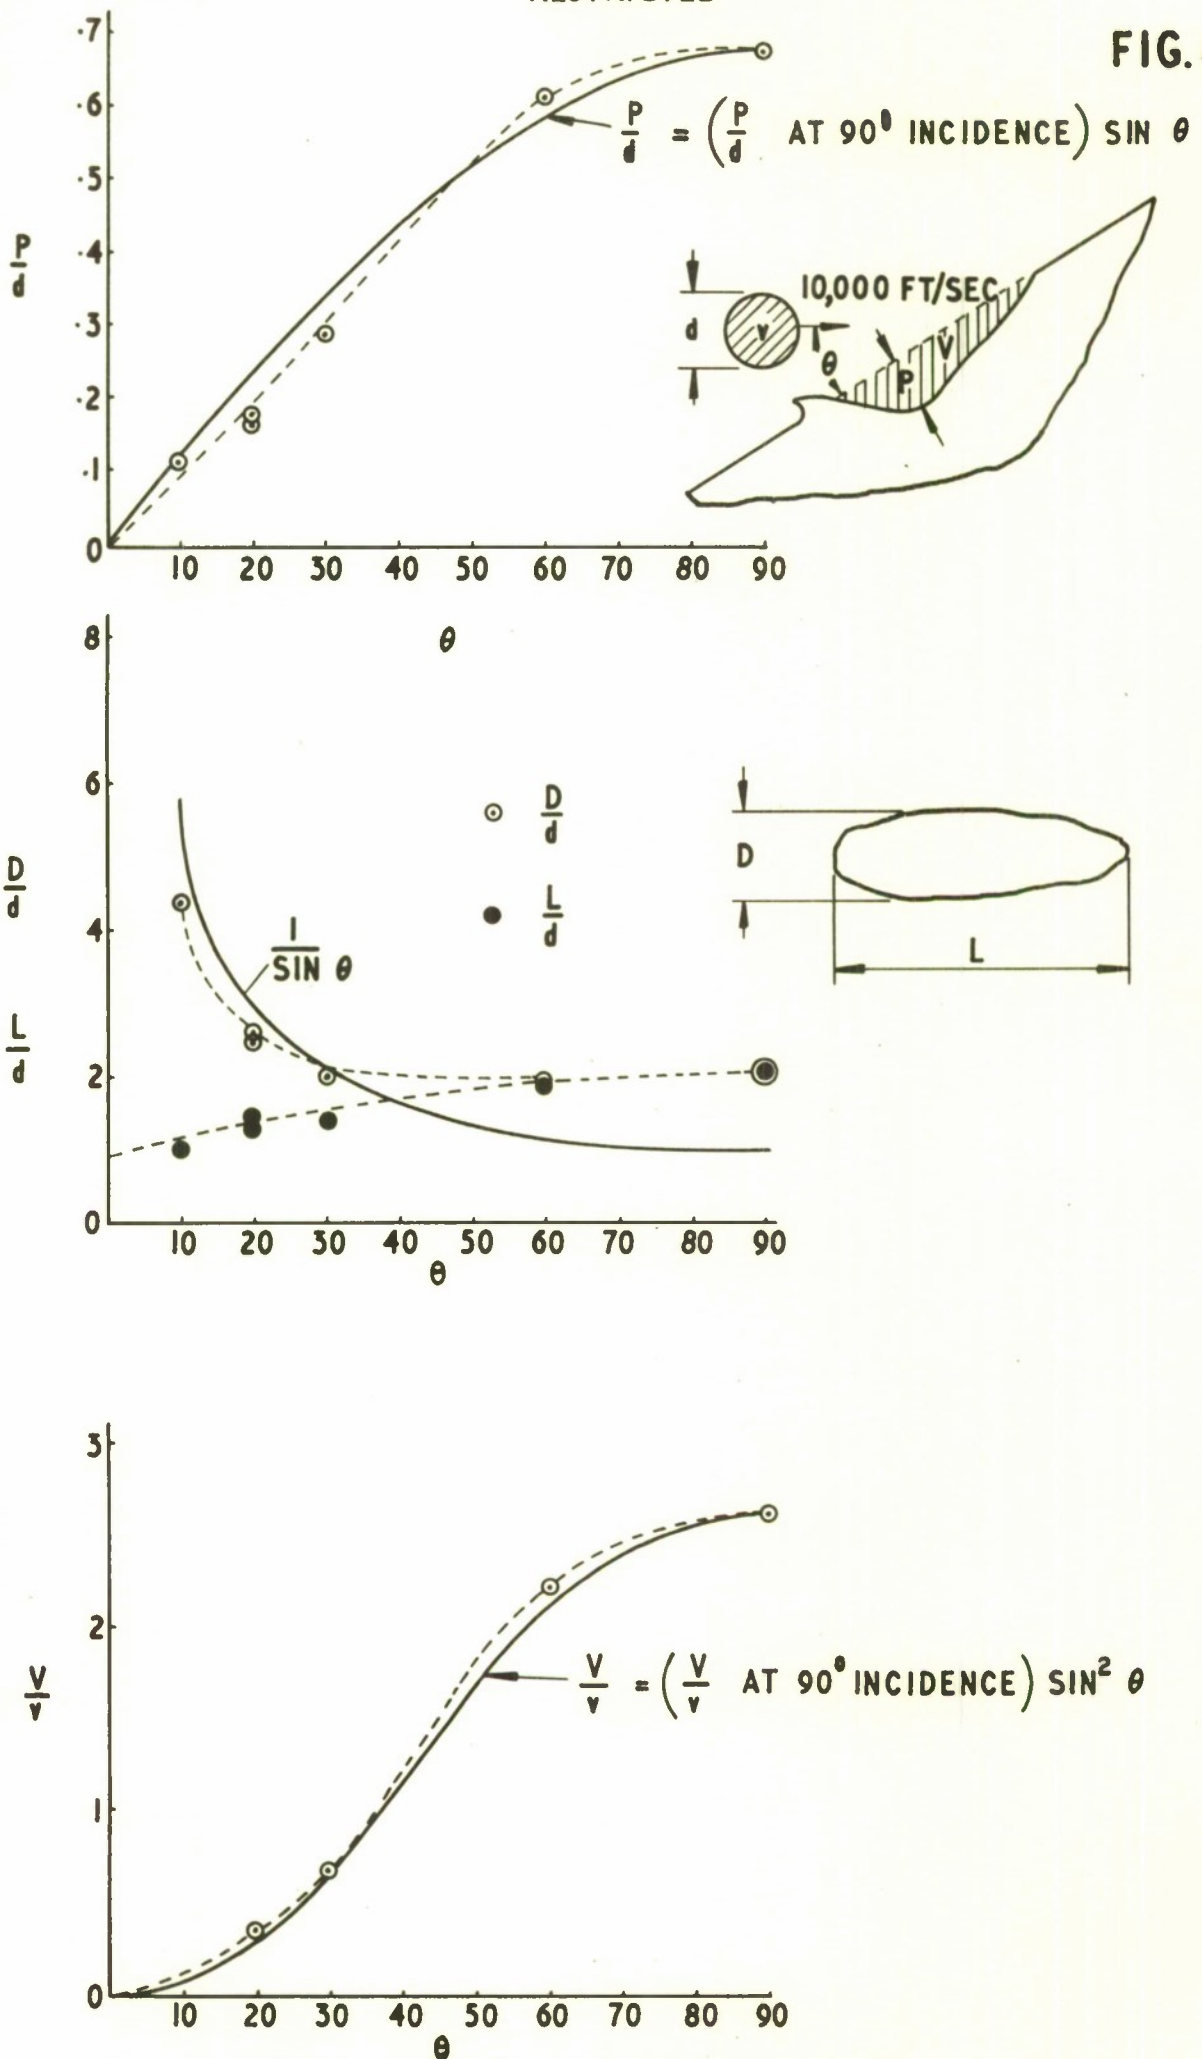 FIG.
.7
.6
.5
.4
.3
.2
.1
0
P/d
P/d = (P/d AT 90° INCIDENCE) SIN θ
10,000 FT/SEC
d
v
θ
P
V
10 20 30 40 50 60 70 80 90
θ
8
6
4
2
0
D/d
L/d
⊙ D/d
● L/d
1/SIN θ
D
L
10 20 30 40 50 60 70 80 90
θ
3
2
1
0
V/v
V/v = (V/v AT 90° INCIDENCE) SIN² θ
10 20 30 40 50 60 70 80 90
θ